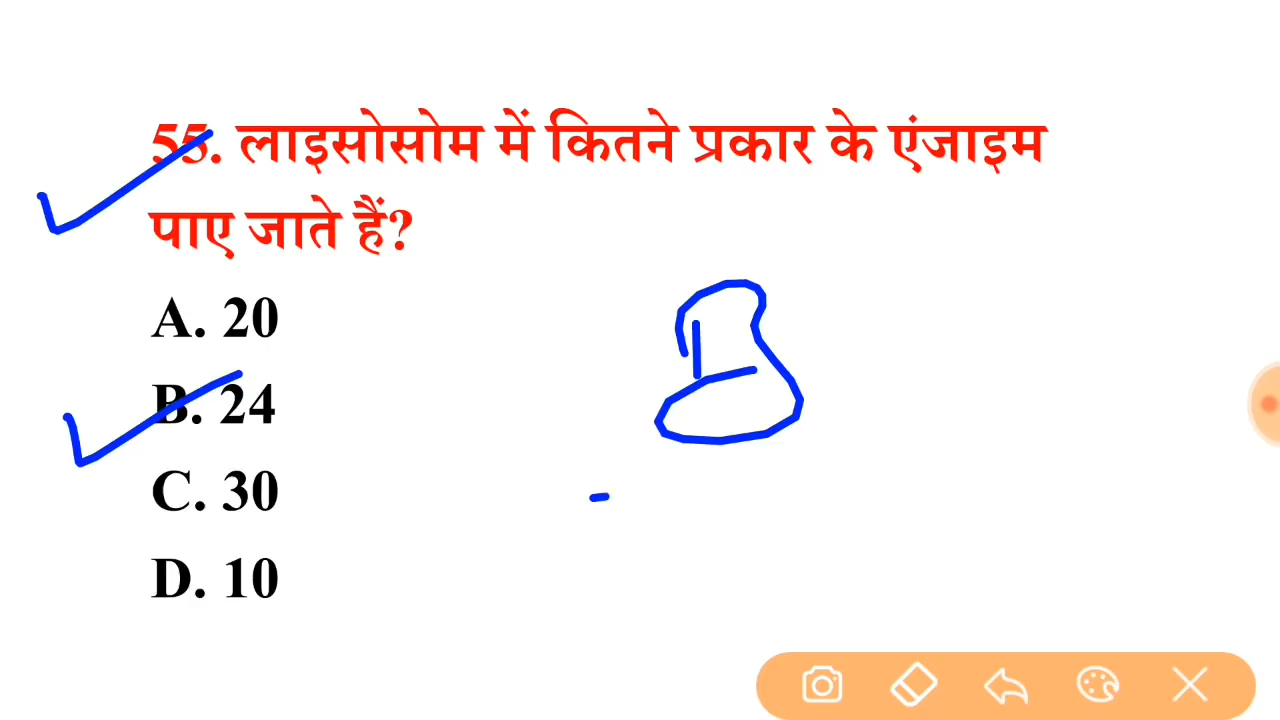 55. लाइसोसोम में कितने प्रकार के एंजाइम
पाए जाते हैं?
A. 20
B. 24
C. 30
D. 10